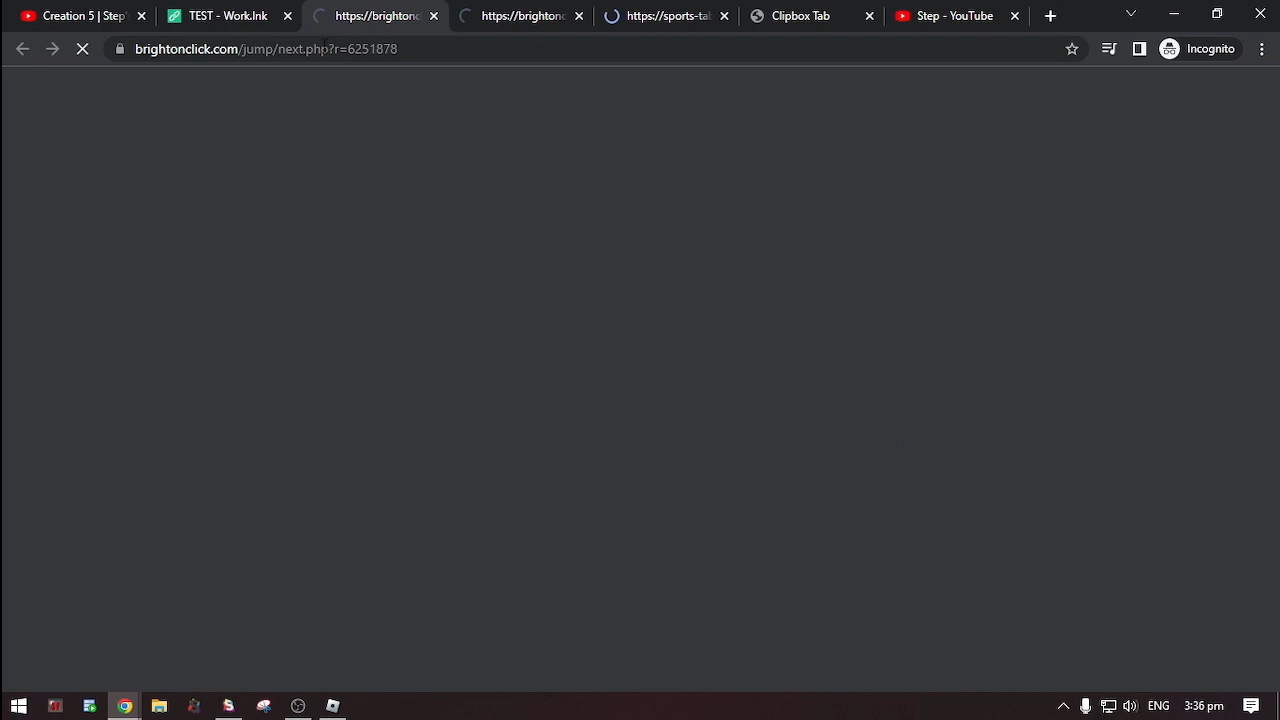 Creation 5 | Step'
TEST - Work.ink
https://brightonc
https://brightonc
https://sports-tab
Clipbox Tab
Step - YouTube
brightonclick.com/jump/next.php?r=6251878
Incognito
ENG
3:36 pm